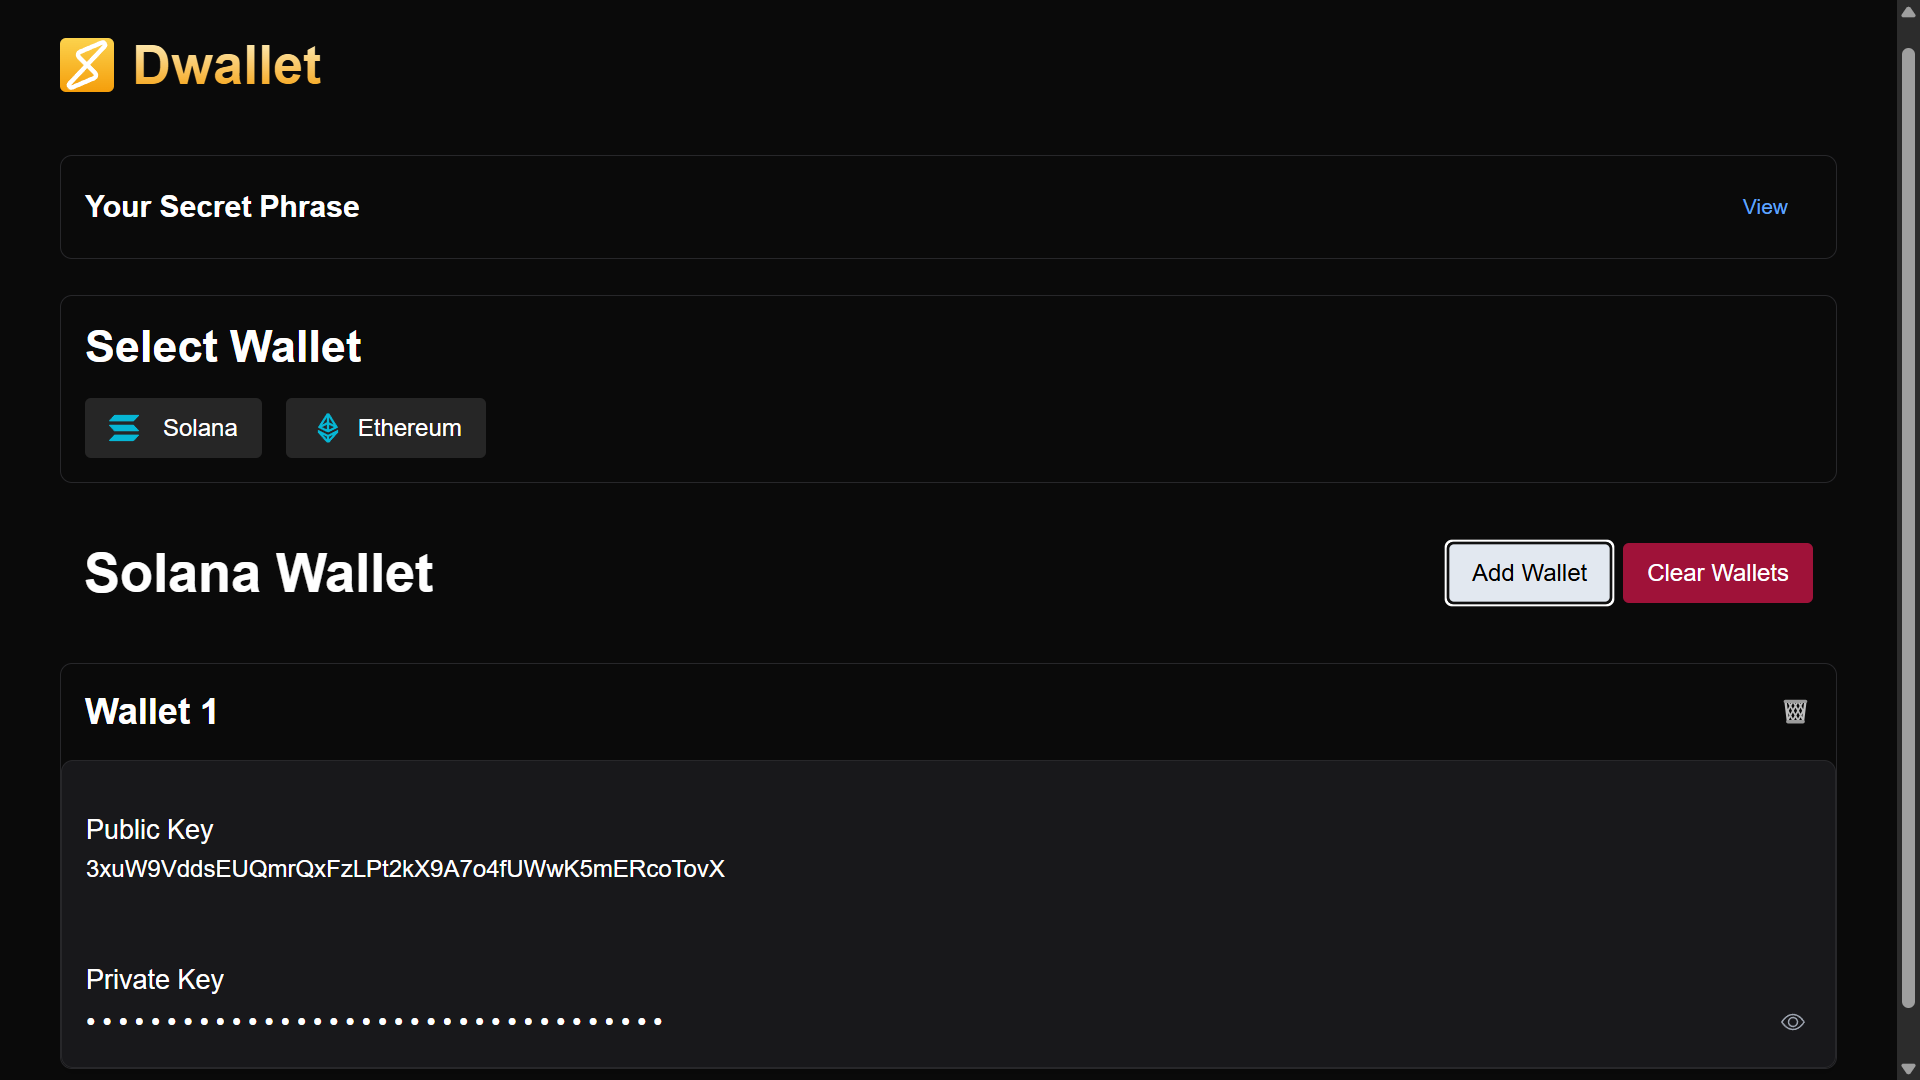 Dwallet
Your Secret Phrase
View
Select Wallet
Solana
Ethereum
Solana Wallet
Add Wallet
Clear Wallets
Wallet 1
Public Key
3xuW9VddsEUQmrQxFzLPt2kX9A7o4fUWwK5mERcoTovX
Private Key
• • • • • • • • • • • • • • • • • • • • • • • • • • • • • • • • • • • •